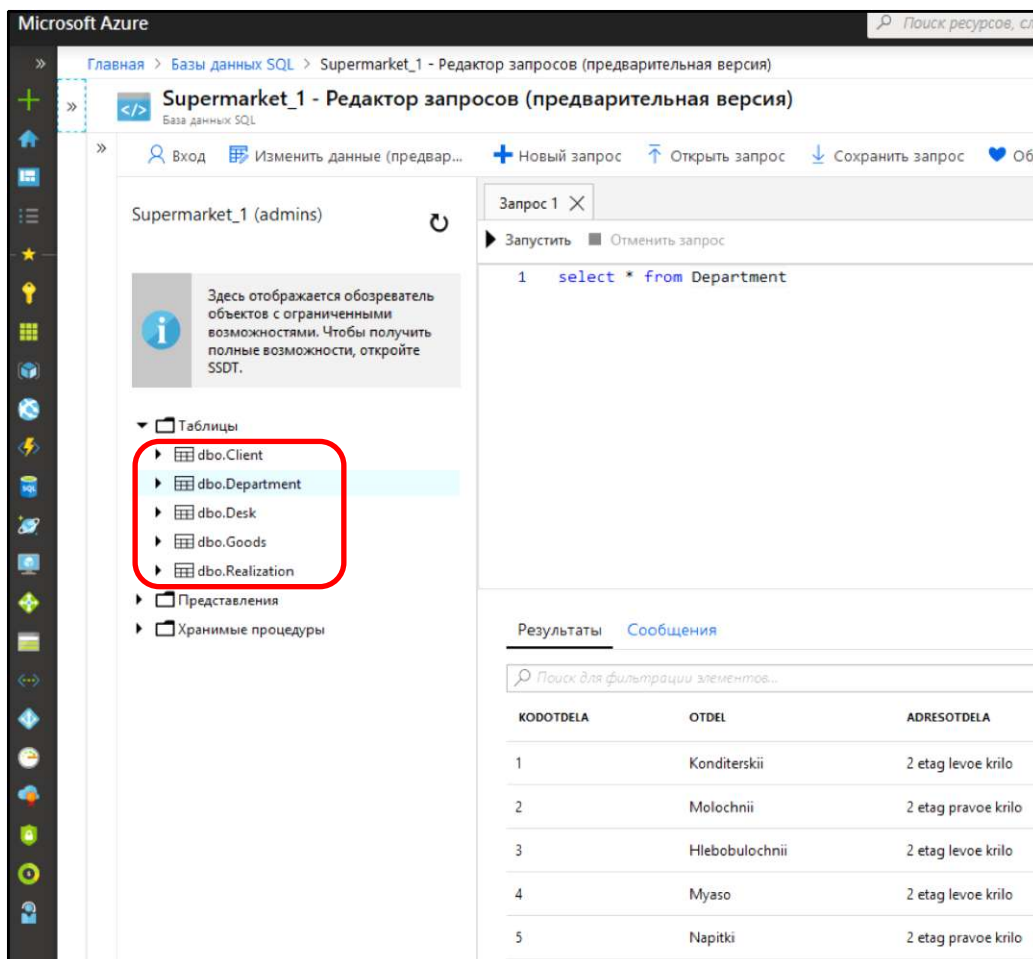 Microsoft Azure
Поиск ресурсов,
Главная > Базы данных SQL > Supermarket_1 - Редактор запросов (предварительная версия)
Supermarket_1 - Редактор запросов (предварительная версия)
База данных SQL
Вход Изменить данные (предвар... Новый запрос Открыть запрос Сохранить запрос Об
Supermarket_1 (admins)
Запрос 1
Запустить Отменить запрос
1 select * from Department
Здесь отображается обозреватель
объектов с ограниченными
возможностями. Чтобы получить
полные возможности, откройте
SSDT.
Таблицы
dbo.Client
dbo.Department
dbo.Desk
dbo.Goods
dbo.Realization
Представления
Хранимые процедуры
Результаты Сообщения
Поиск для фильтрации элементов...
KODOTDELA OTDEL ADRESOTDELA
1 Konditerskii 2 etag levoe krilo
2 Molochnii 2 etag pravoe krilo
3 Hlebobulochnii 2 etag levoe krilo
4 Myaso 2 etag levoe krilo
5 Napitki 2 etag pravoe krilo